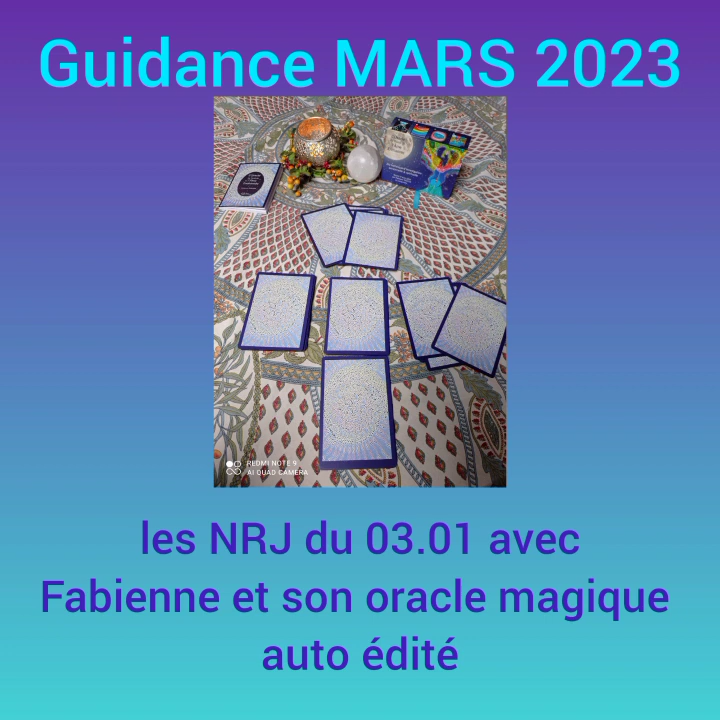 Guidance MARS 2023
REDMI NOTE 9
AI QUAD CAMERA
les NRJ du 03.01 avec
Fabienne et son oracle magique
auto édité